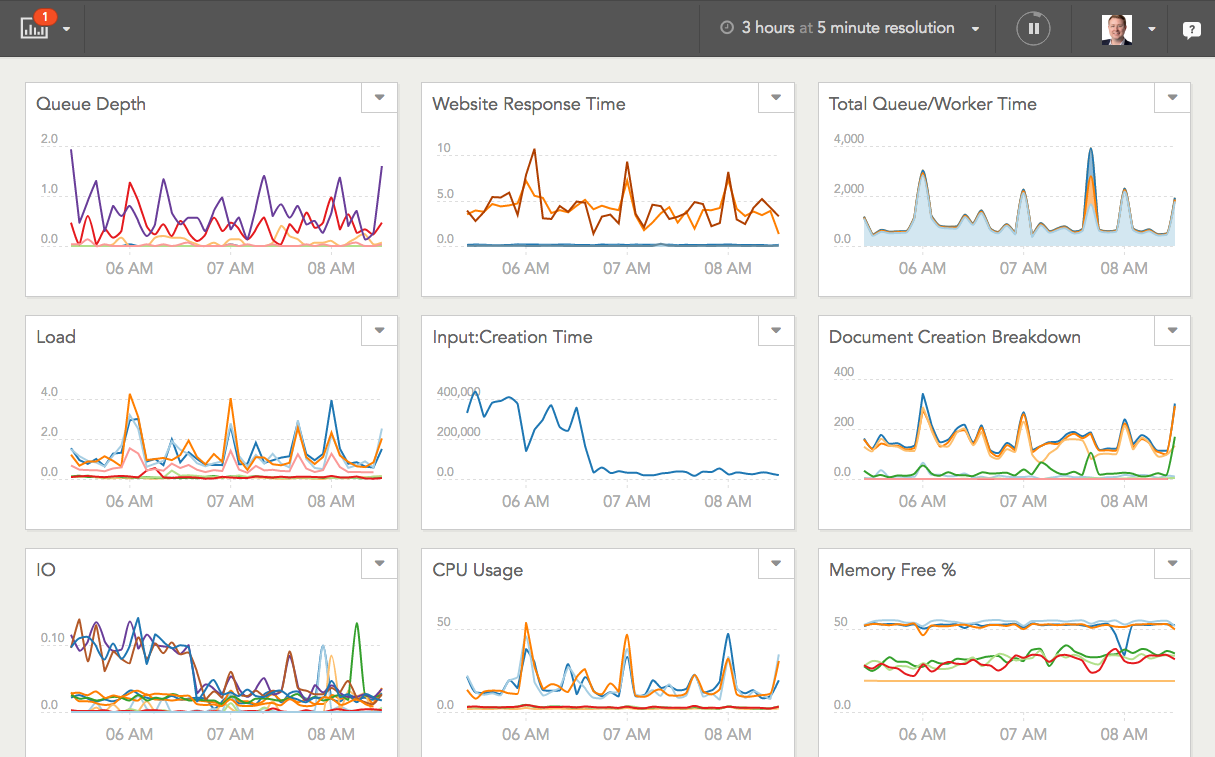 1
3 hours at 5 minute resolution
?
Queue Depth
2.0
1.0
0.0
06 AM 07 AM 08 AM
Website Response Time
10
5.0
0.0
06 AM 07 AM 08 AM
Total Queue/Worker Time
4,000
2,000
0.0
06 AM 07 AM 08 AM
Load
4.0
2.0
0.0
06 AM 07 AM 08 AM
Input:Creation Time
400,000
200,000
0.0
06 AM 07 AM 08 AM
Document Creation Breakdown
400
200
0.0
06 AM 07 AM 08 AM
IO
0.10
0.0
06 AM 07 AM 08 AM
CPU Usage
50
0.0
06 AM 07 AM 08 AM
Memory Free %
50
0.0
06 AM 07 AM 08 AM